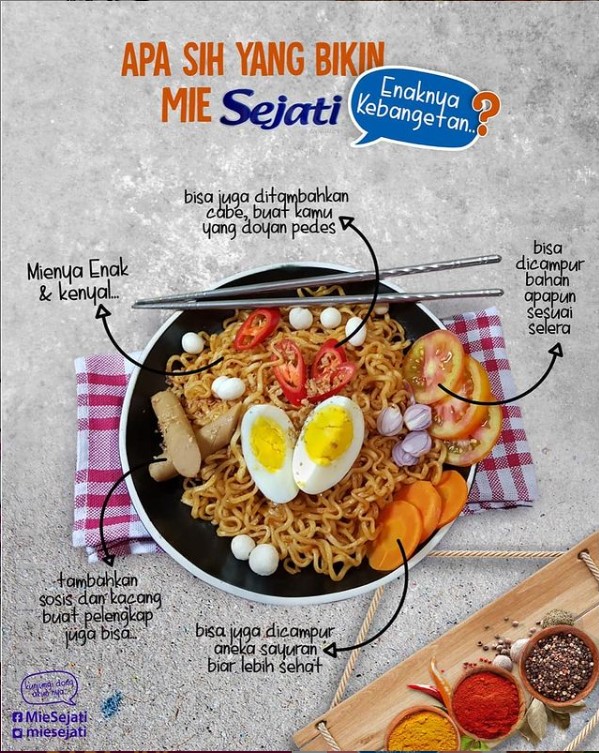 APA SIH YANG BIKIN
MIE Sejati
Enaknya
Kebangetan..?
bisa juga ditambahkan
cabe, buat kamu
yang doyan pedes
Mienya Enak
& kenyal...
bisa
dicampur
bahan
apapun
sesuai
selera
tambahkan
sosis dan kacang
buat pelengkap
juga bisa...
bisa juga dicampur
aneka sayuran
biar lebih sehat
kunjungi dong
MieSejati
miesejati